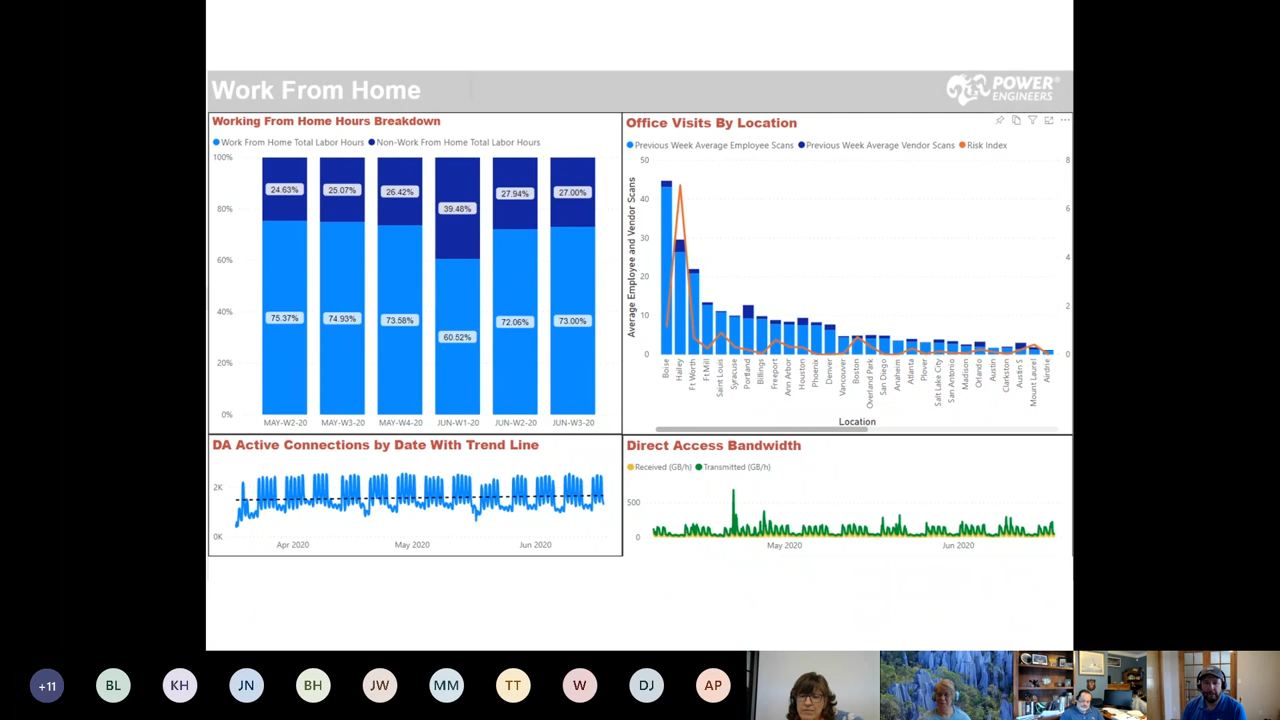 Work From Home
POWER
ENGINEERS
Working From Home Hours Breakdown
Work From Home Total Labor Hours Non-Work From Home Total Labor Hours
100%
80%
60%
40%
20%
0%
24.63% 25.07% 26.42% 39.48% 27.94% 27.00%
75.37% 74.93% 73.58% 60.52% 72.06% 73.00%
MAY-W2-20 MAY-W3-20 MAY-W4-20 JUN-W1-20 JUN-W2-20 JUN-W3-20
Office Visits By Location
Previous Week Average Employee Scans Previous Week Average Vendor Scans Risk Index
Average Employee and Vendor Scans
50
40
30
20
10
0
8
6
4
2
0
Boise
Hailey
Ft Worth
Ft Mill
Saint Louis
Syracuse
Portland
Billings
Freeport
Ann Arbor
Houston
Phoenix
Denver
Vancouver
Boston
Overland Park
San Diego
Anaheim
Atlanta
Plover
Salt Lake City
San Antonio
Madison
Orlando
Austin
Clarkston
Austin S
Mount Laurel
Airdrie
Location
DA Active Connections by Date With Trend Line
2K
0K
Apr 2020 May 2020 Jun 2020
Direct Access Bandwidth
Received (GB/h) Transmitted (GB/h)
500
0
May 2020 Jun 2020
+11 BL KH JN BH JW MM TT W DJ AP